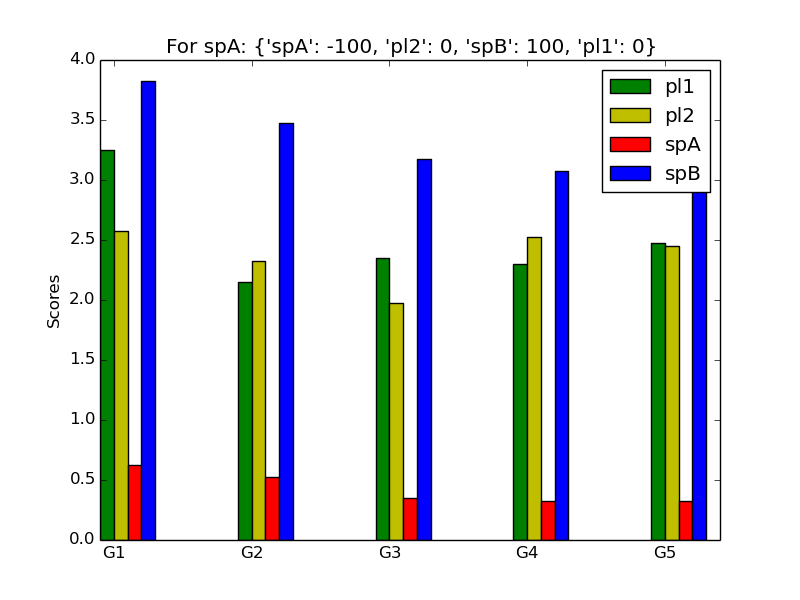 For spA: {'spA': -100, 'pl2': 0, 'spB': 100, 'pl1': 0}
4.0
3.5
3.0
2.5
2.0
1.5
1.0
0.5
0.0
Scores
pl1
pl2
spA
spB
G1 G2 G3 G4 G5